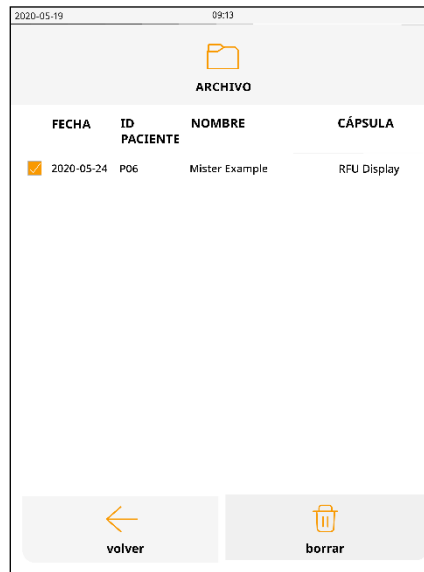 2020-05-19 09:13
ARCHIVO
FECHA ID PACIENTE NOMBRE CÁPSULA
2020-05-24 P06 Mister Example RFU Display
volver borrar